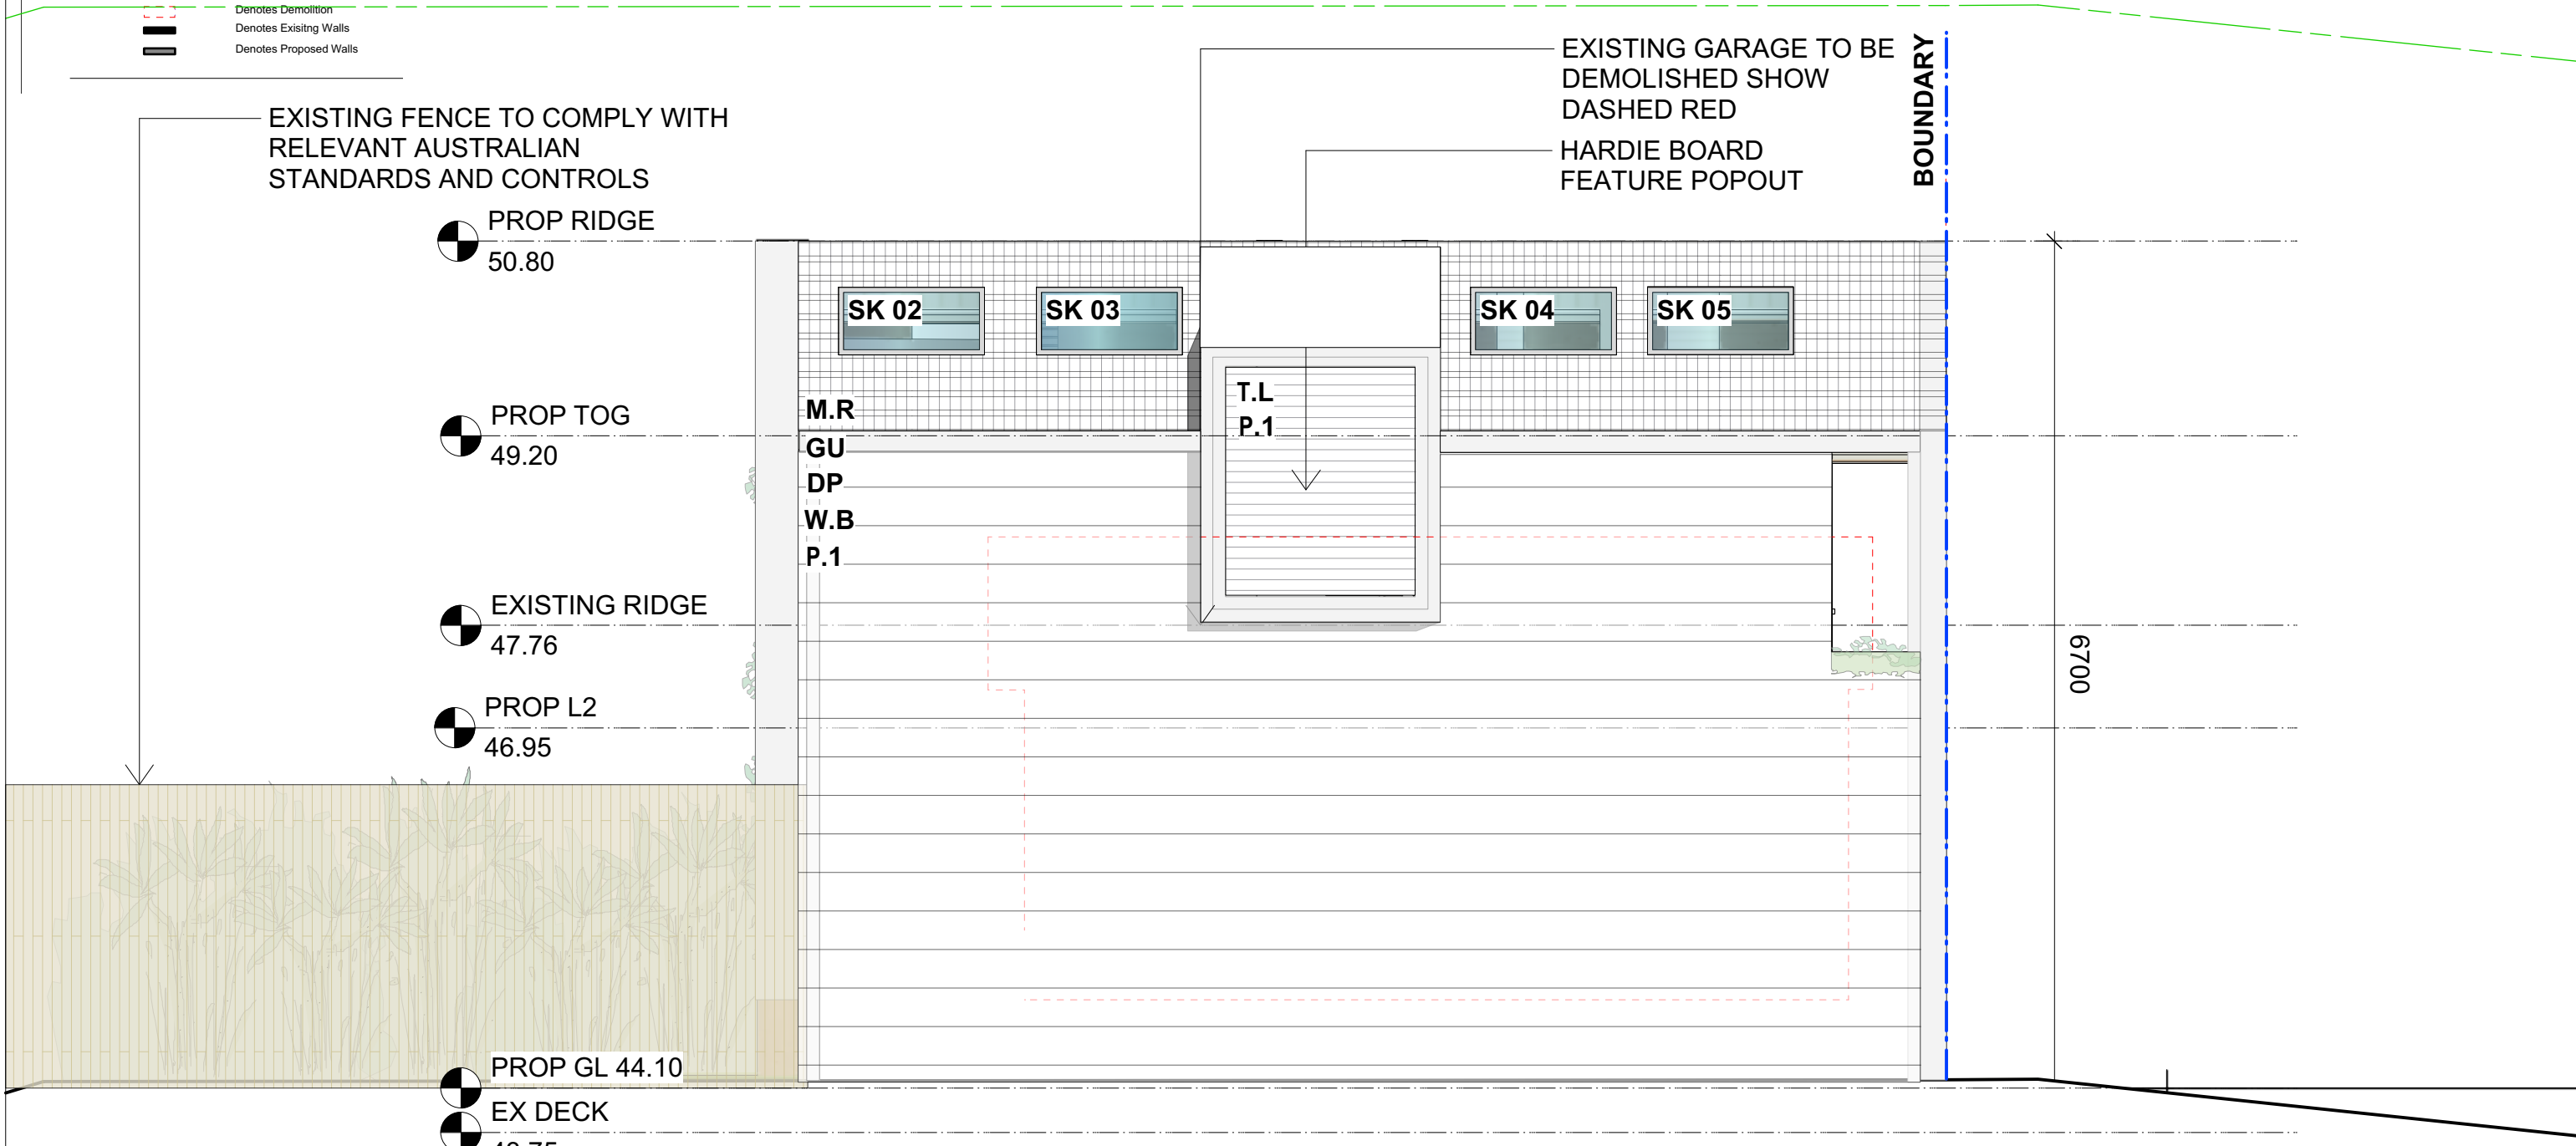 Denotes Demolition
Denotes Exisitng Walls
Denotes Proposed Walls
EXISTING FENCE TO COMPLY WITH
RELEVANT AUSTRALIAN
STANDARDS AND CONTROLS
EXISTING GARAGE TO BE
DEMOLISHED SHOW
DASHED RED
HARDIE BOARD
FEATURE POPOUT
BOUNDARY
PROP RIDGE
50.80
SK 02
SK 03
SK 04
SK 05
PROP TOG
49.20
M.R
GU
DP
W.B
P.1
T.L
P.1
EXISTING RIDGE
47.76
6700
PROP L2
46.95
PROP GL 44.10
EX DECK